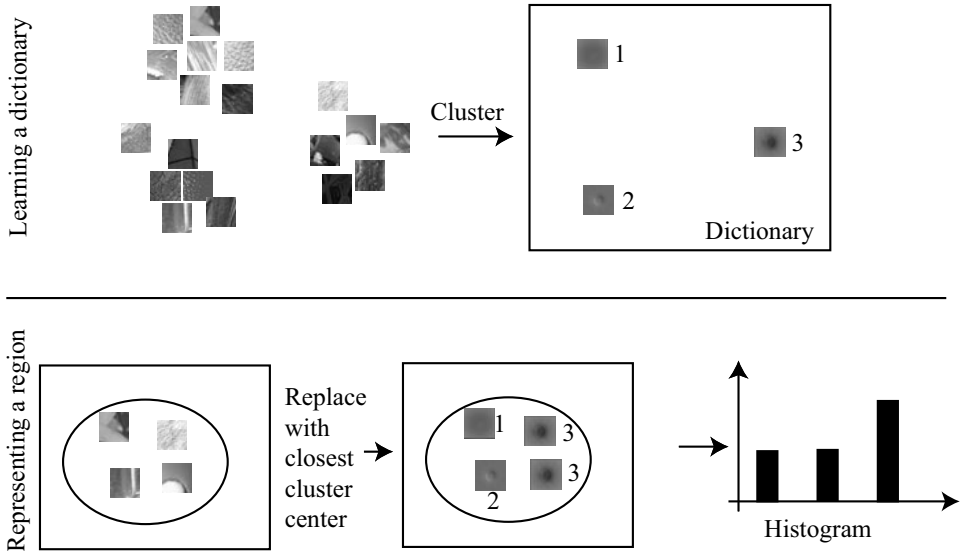 Learning a dictionary
Cluster
1
3
2
Dictionary
Representing a region
Replace
with
closest
cluster
center
1
3
3
2
Histogram